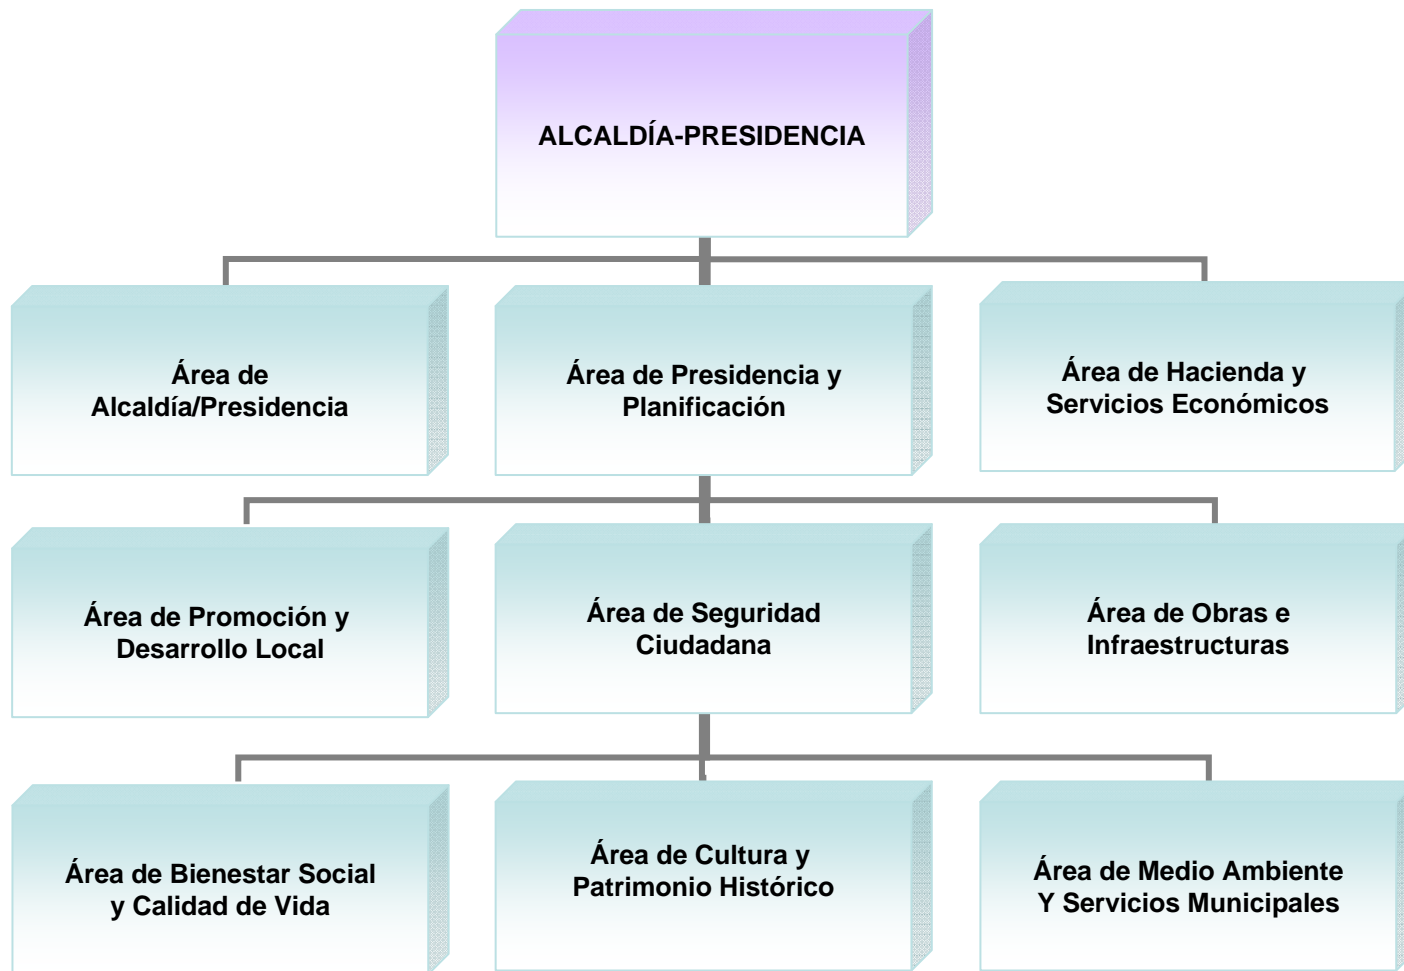 ALCALDÍA-PRESIDENCIA
Área de
Alcaldía/Presidencia
Área de Presidencia y
Planificación
Área de Hacienda y
Servicios Económicos
Área de Promoción y
Desarrollo Local
Área de Seguridad
Ciudadana
Área de Obras e
Infraestructuras
Área de Bienestar Social
y Calidad de Vida
Área de Cultura y
Patrimonio Histórico
Área de Medio Ambiente
Y Servicios Municipales